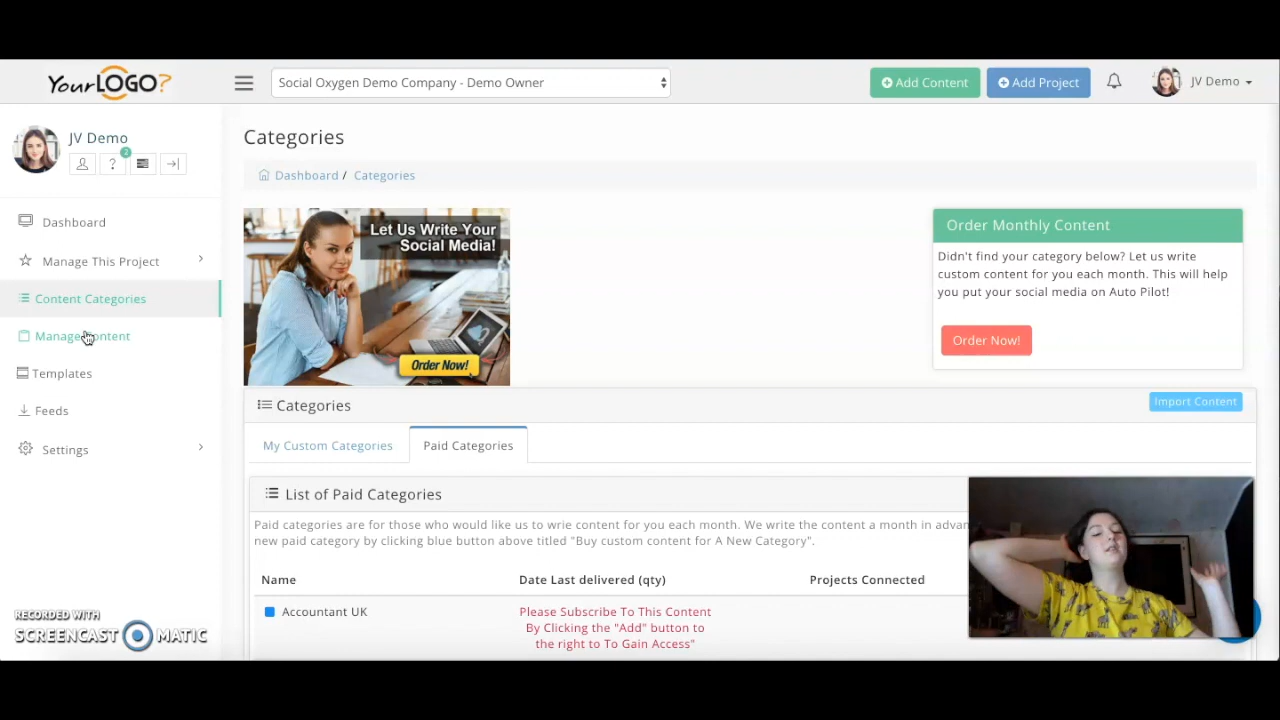 YourLOGO?
Social Oxygen Demo Company - Demo Owner
Add Content
Add Project
JV Demo
JV Demo
2
?
Dashboard
Manage This Project
Content Categories
Manage Content
Templates
Feeds
Settings
RECORDED WITH
SCREENCAST MATIC
Categories
Dashboard / Categories
Let Us Write Your
Social Media!
Order Now!
Order Monthly Content
Didn't find your category below? Let us write
custom content for you each month. This will help
you put your social media on Auto Pilot!
Order Now!
Categories
Import Content
My Custom Categories
Paid Categories
List of Paid Categories
Paid categories are for those who would like us to wrie content for you each month. We write the content a month in advan
new paid category by clicking blue button above titled "Buy custom content for A New Category".
Name
Date Last delivered (qty)
Projects Connected
Accountant UK
Please Subscribe To This Content
By Clicking the "Add" button to
the right to To Gain Access"